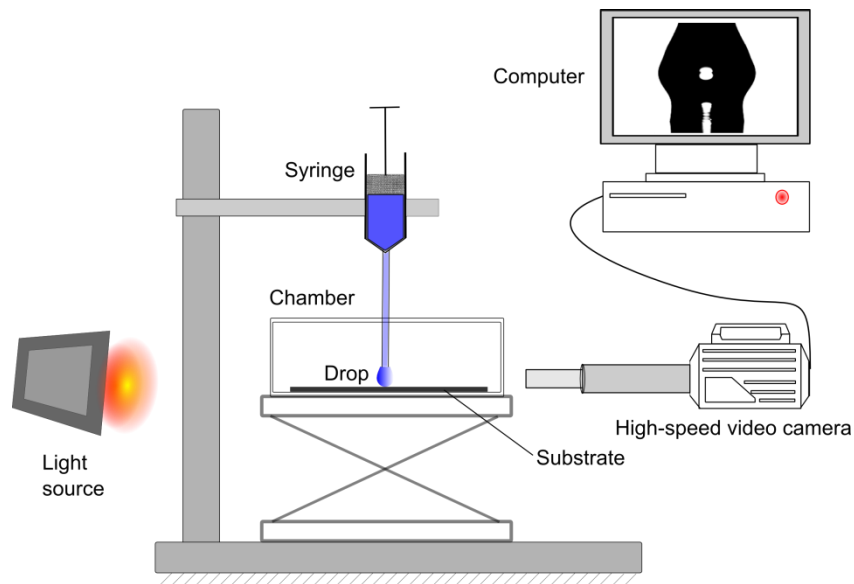 Computer
Syringe
Chamber
Drop
High-speed video camera
Substrate
Light
source